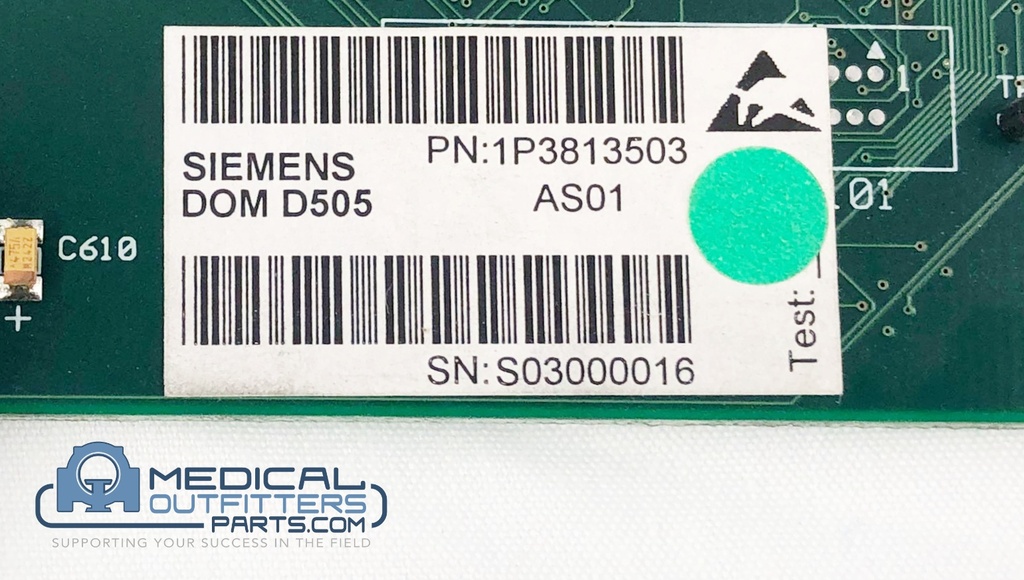 PN:1P3813503
SIEMENS
DOM D505
AS01
SN:S03000016
Test: _
C610
+
1
01
MEDICAL
OUTFITTERS
PARTS.COM
SUPPORTING YOUR SUCCESS IN THE FIELD